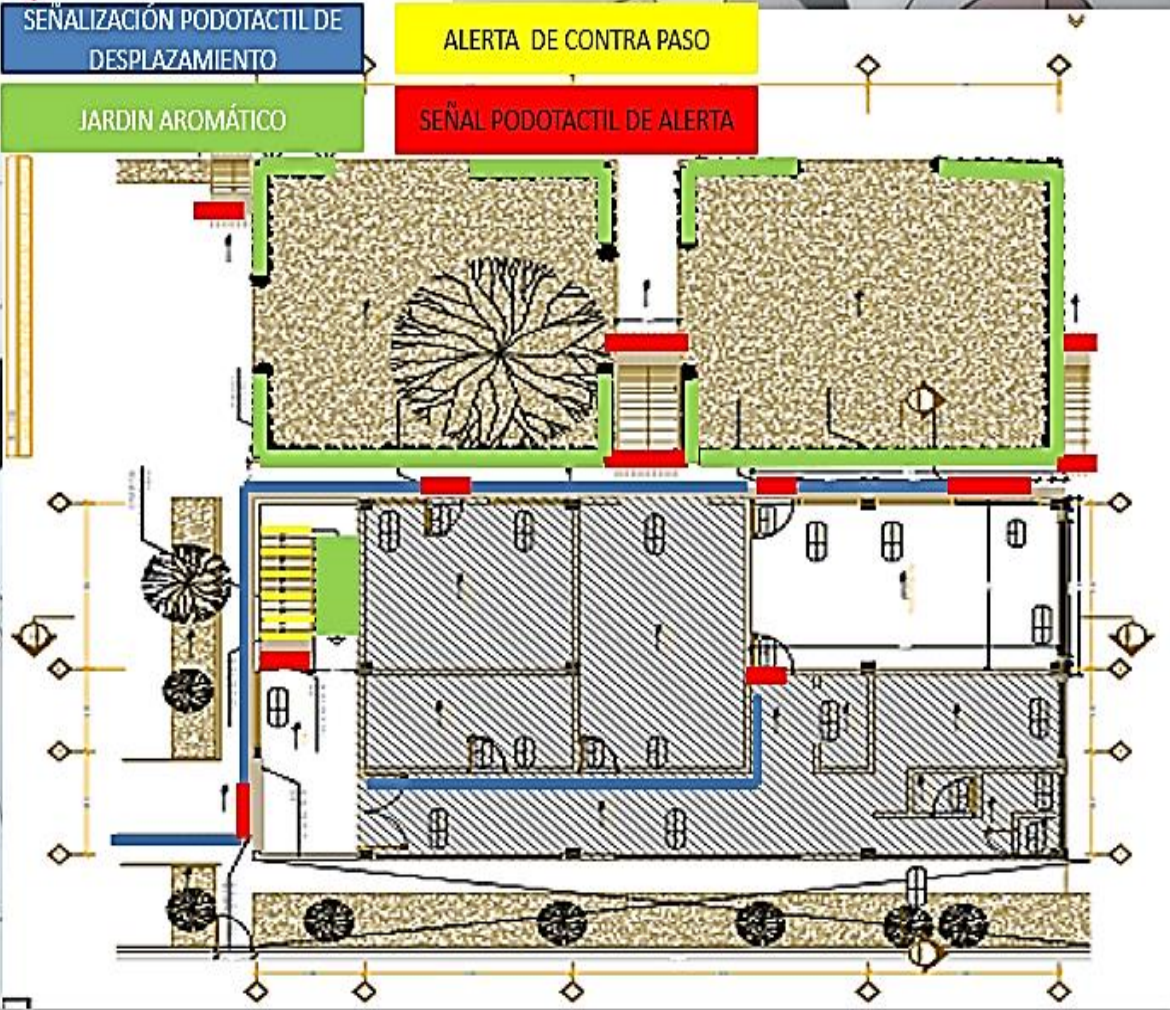 SEÑALIZACIÓN PODOTACTIL DE
DESPLAZAMIENTO
ALERTA DE CONTRA PASO
JARDIN AROMÁTICO
SEÑAL PODOTACTIL DE ALERTA